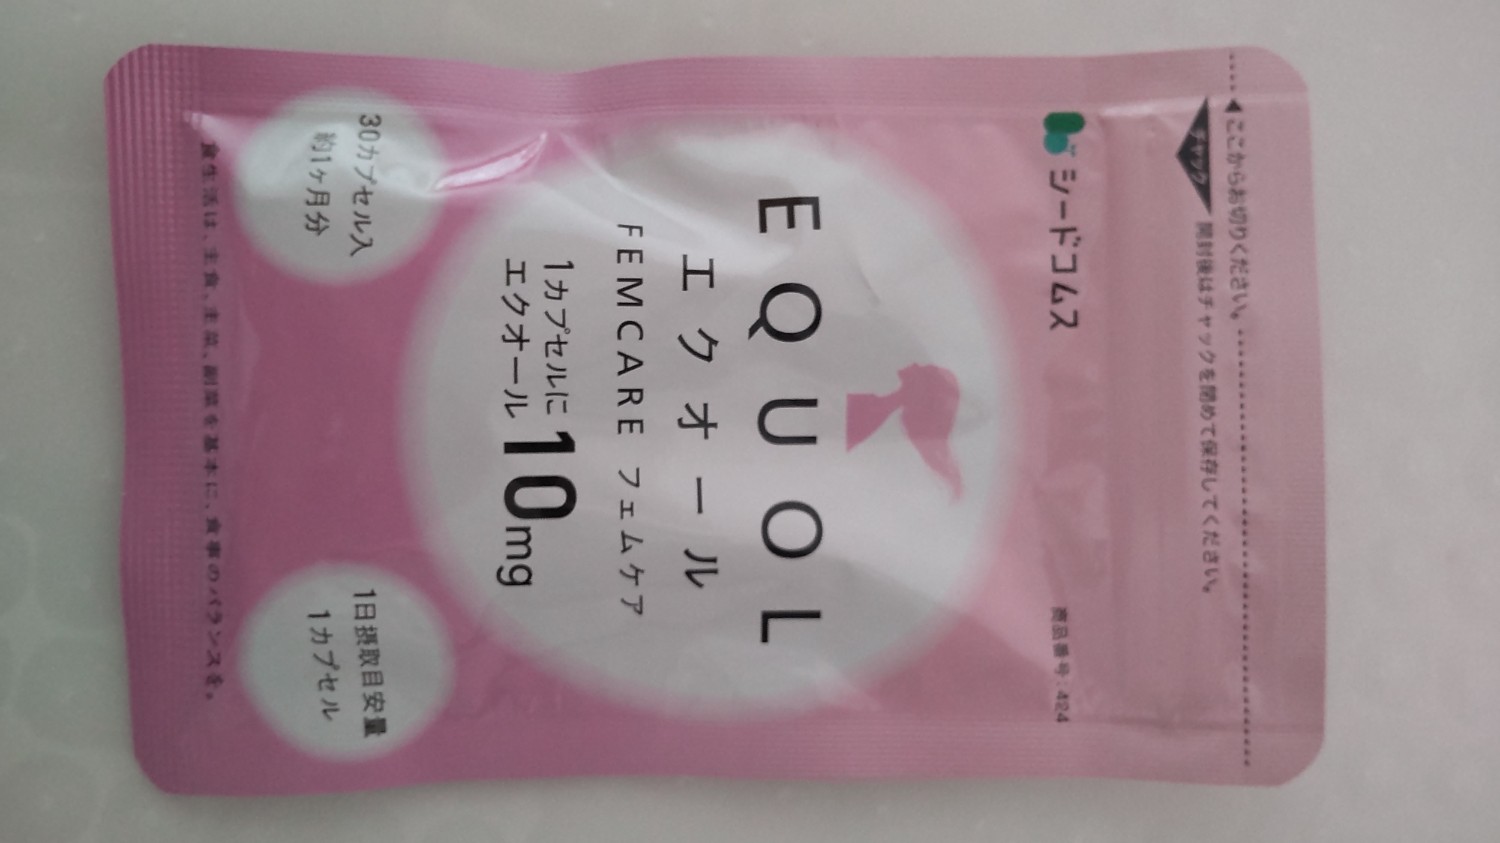 ここからお切りください。
チャック
開封後はチャックを閉めて保存してください。
シードコムス
商品番号:424
EQUOL
エクオール
FEMCARE フェムケア
1カプセルに
エクオール10mg
30カプセル入
約1ヶ月分
1日摂取目安量
1カプセル
食生活は、主食、主菜、副菜を基本に、食事のバランスを。